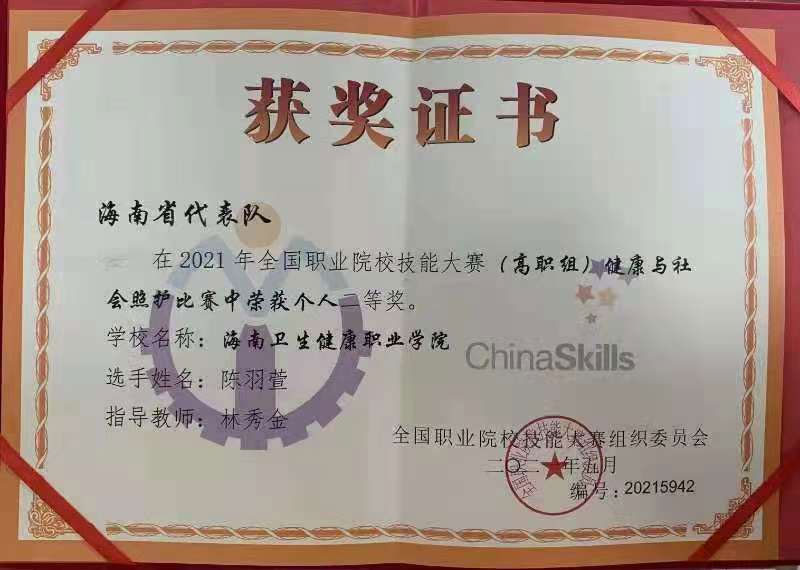 获奖证书
海南省代表队
在2021年全国职业院校技能大赛（高职组）健康与社
会照护比赛中荣获个人二等奖。
学校名称：海南卫生健康职业学院
选手姓名：陈羽萱
指导教师：林秀金
ChinaSkills
全国职业院校技能大赛组织委员会
二〇二一年九月
编号：20215942